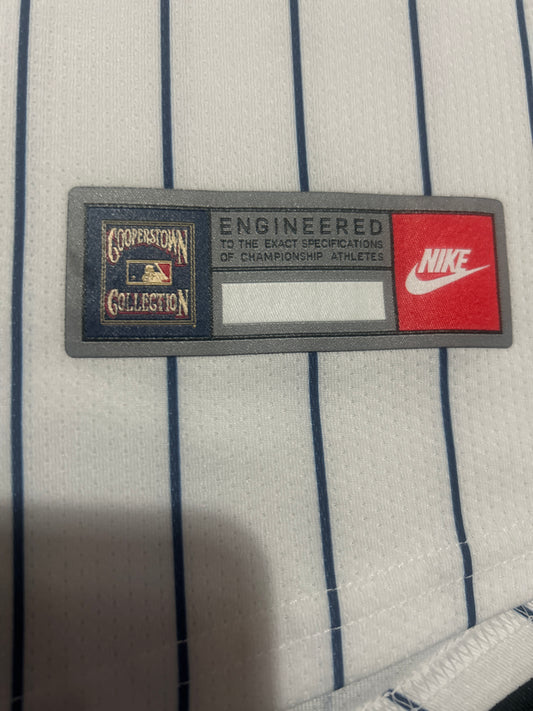 COOPERSTOWN
COLLECTION
ENGINEERED
TO THE EXACT SPECIFICATIONS
OF CHAMPIONSHIP ATHLETES
NIKE